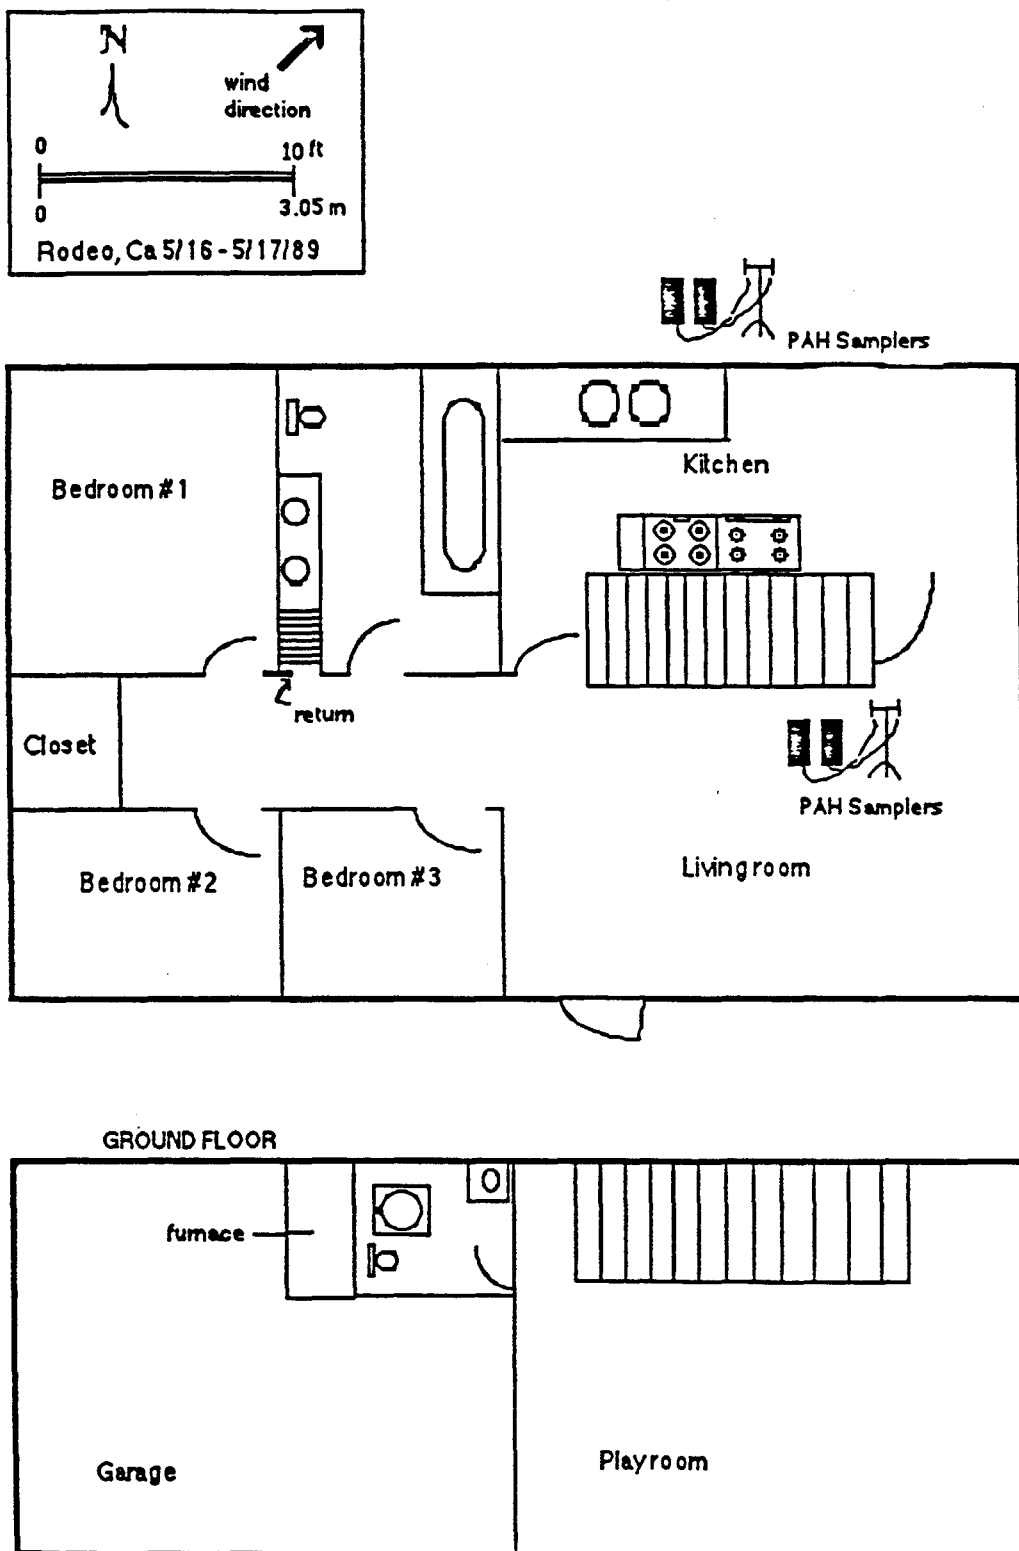 N
wind
direction
0
10 ft
0
3.05 m
Rodeo, Ca 5/16 - 5/17/89
PAH Samplers
Kitchen
Bedroom #1
return
Closet
PAH Samplers
Livingroom
Bedroom #2
Bedroom #3
GROUND FLOOR
furnace
Playroom
Garage